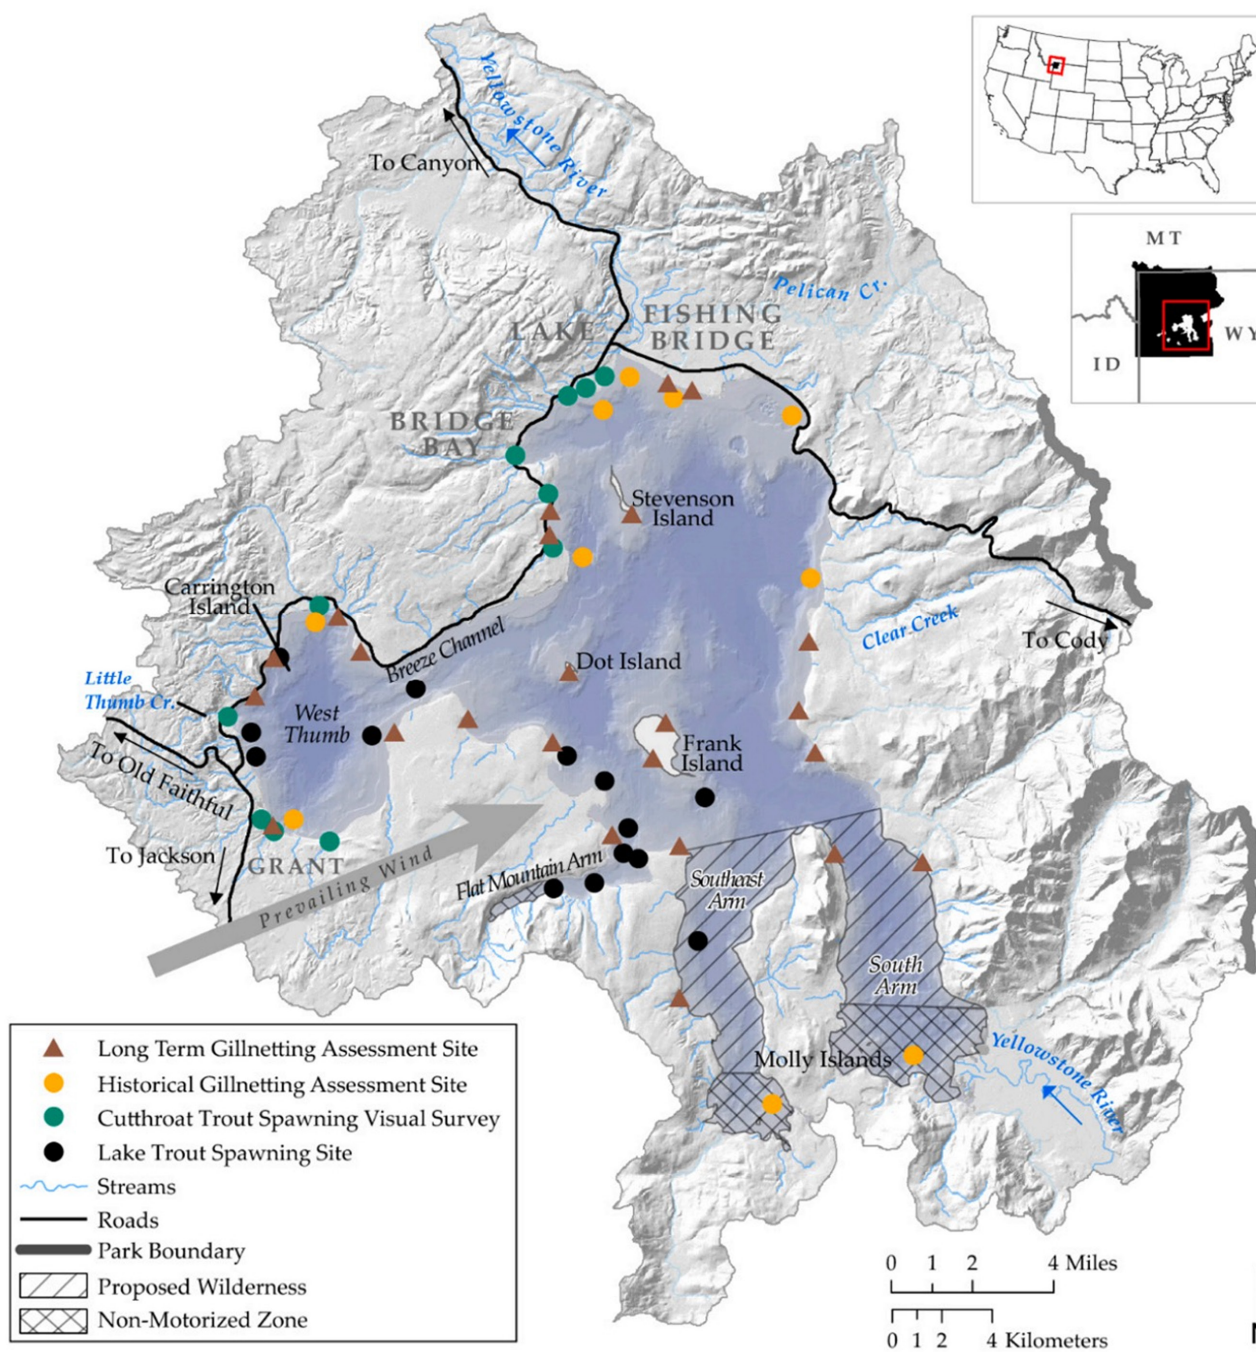 Yellowstone River
To Canyon
MT
ID
WY
Pelican Cr.
LAKE
FISHING
BRIDGE
BRIDGE
BAY
Stevenson
Island
Carrington
Island
Clear Creek
To Cody
Breeze Channel
Dot Island
Little
Thumb Cr.
West
Thumb
Frank
Island
To Old Faithful
To Jackson
GRANT
Prevailing Wind
Flat Mountain Arm
Southeast
Arm
South
Arm
Molly Islands
Yellowstone River
Long Term Gillnetting Assessment Site
Historical Gillnetting Assessment Site
Cutthroat Trout Spawning Visual Survey
Lake Trout Spawning Site
Streams
Roads
Park Boundary
Proposed Wilderness
Non-Motorized Zone
0 1 2 4 Miles
0 1 2 4 Kilometers